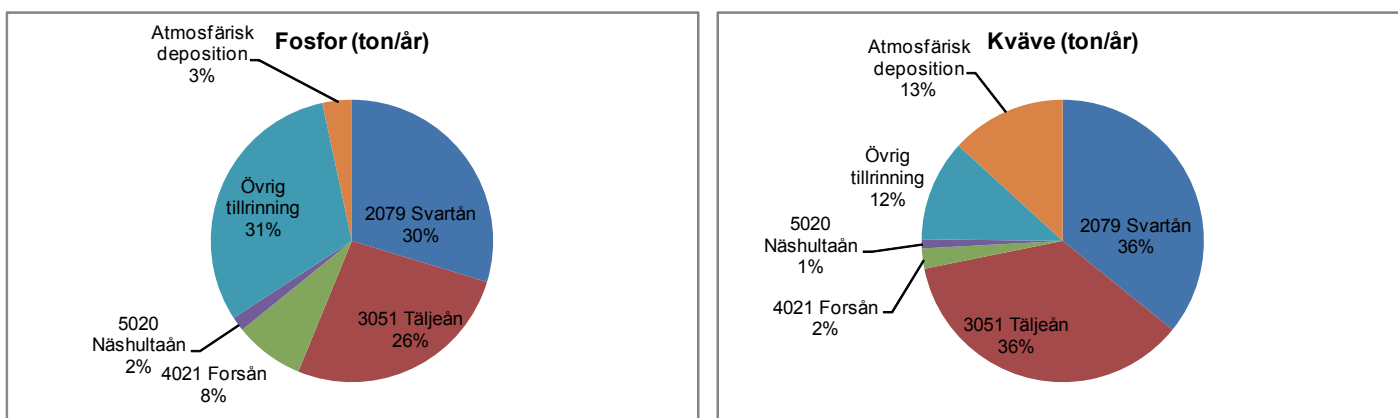 Fosfor (ton/år)
Atmosfärisk
deposition
3%
Övrig
tillrinning
31%
2079 Svartån
30%
3051 Täljeån
26%
5020
Näshultaån
2%
4021 Forsån
8%
Kväve (ton/år)
Atmosfärisk
deposition
13%
Övrig
tillrinning
12%
5020
Näshultaån
1%
4021 Forsån
2%
2079 Svartån
36%
3051 Täljeån
36%